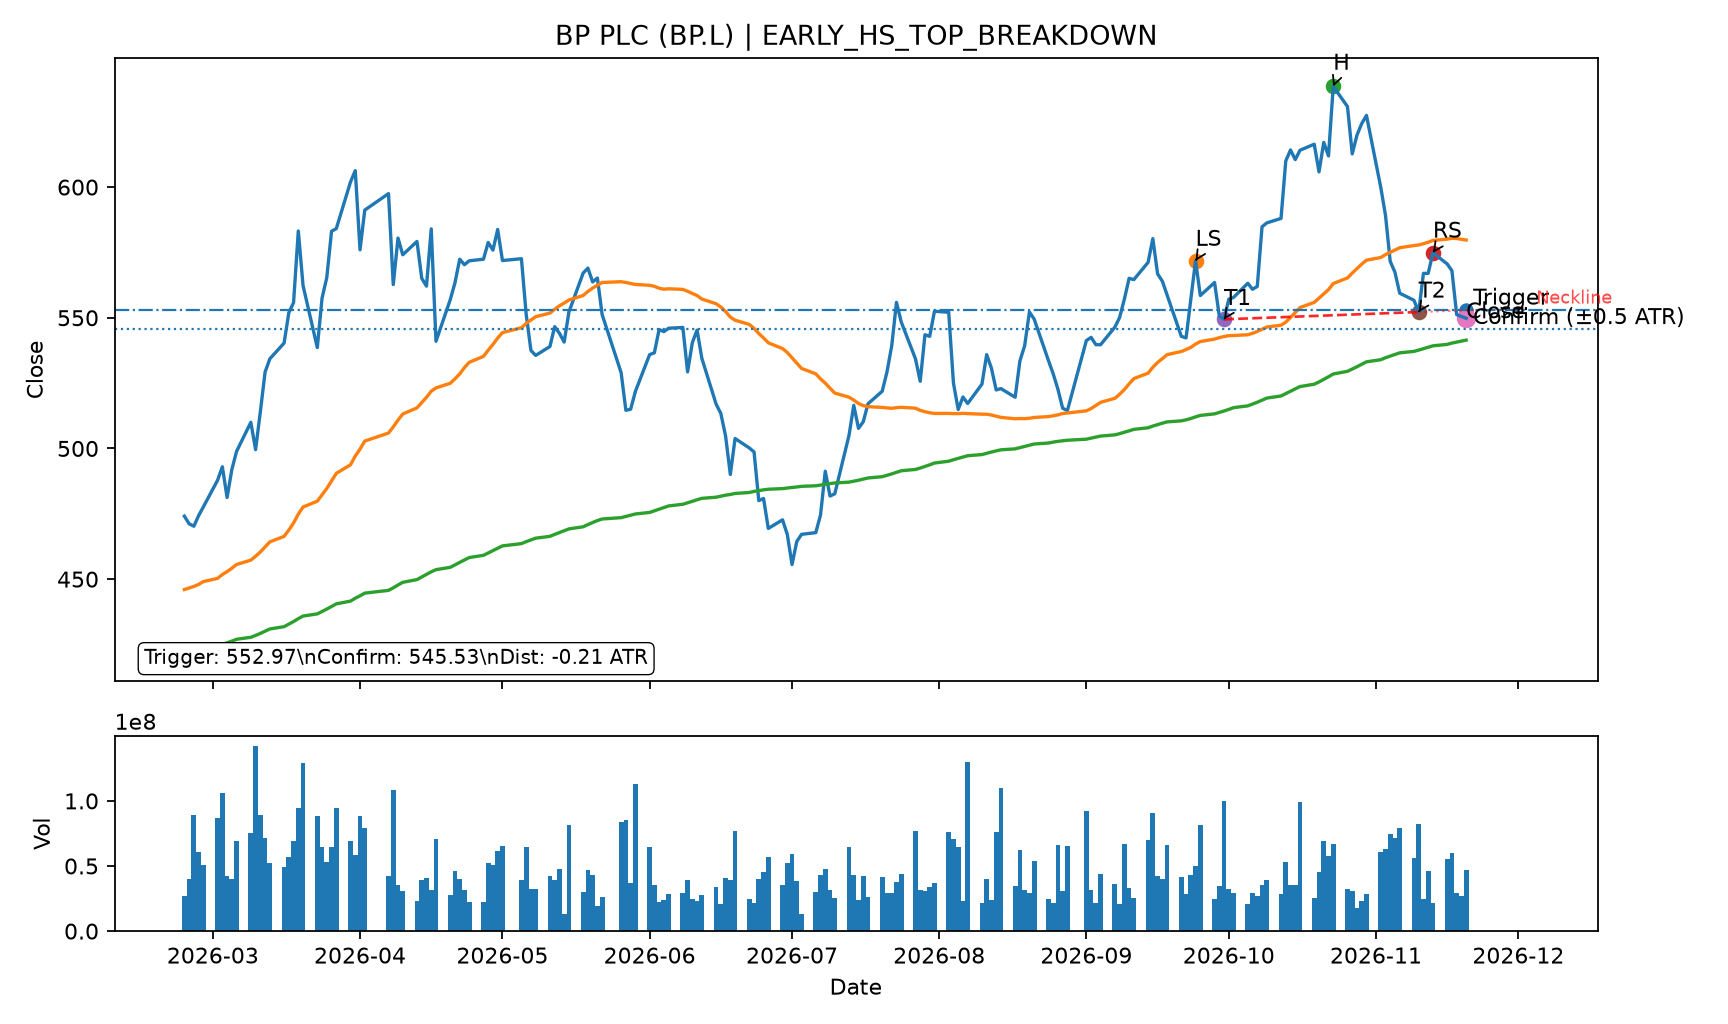 BP PLC (BP.L) | EARLY_HS_TOP_BREAKDOWN
H
LS
RS
T1
T2
Trigger
Neckline
Close
Confirm (±0.5 ATR)
Close
600
550
500
450
Trigger: 552.97\nConfirm: 545.53\nDist: -0.21 ATR
1e8
Vol
1.0
0.5
0.0
2026-03 2026-04 2026-05 2026-06 2026-07 2026-08 2026-09 2026-10 2026-11 2026-12
Date